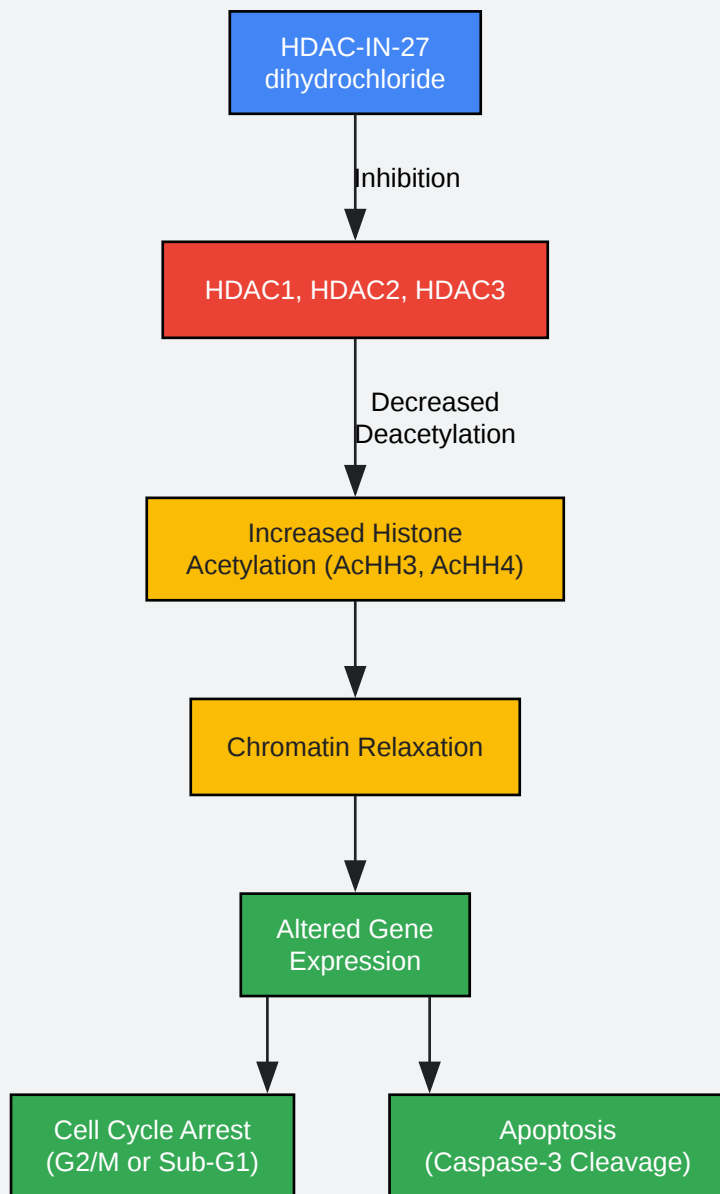 HDAC-IN-27
dihydrochloride
Inhibition
HDAC1, HDAC2, HDAC3
Decreased
Deacetylation
Increased Histone
Acetylation (AcHH3, AcHH4)
Chromatin Relaxation
Altered Gene
Expression
Cell Cycle Arrest
(G2/M or Sub-G1)
Apoptosis
(Caspase-3 Cleavage)